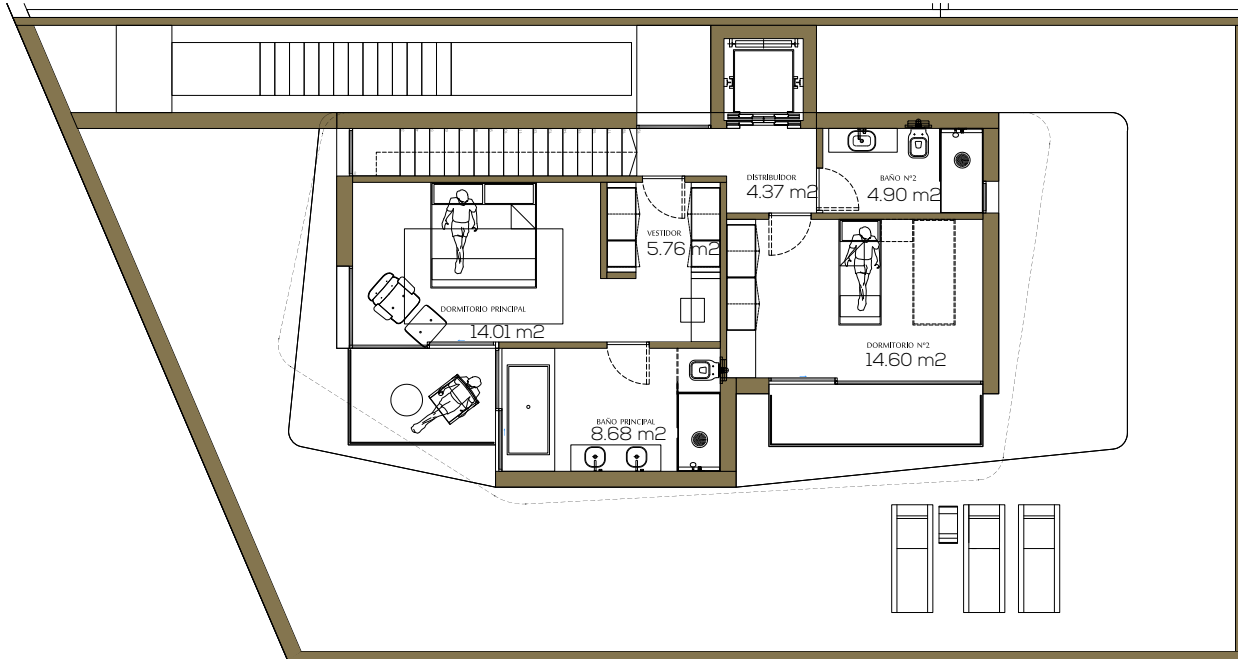 DISTRIBUÍDOR
4.37 m2
BAÑO Nº2
4.90 m2
VESTIDOR
5.76 m2
DORMITORIO PRINCIPAL
14.01 m2
DORMITORIO Nº2
14.60 m2
BAÑO PRINCIPAL
8.68 m2